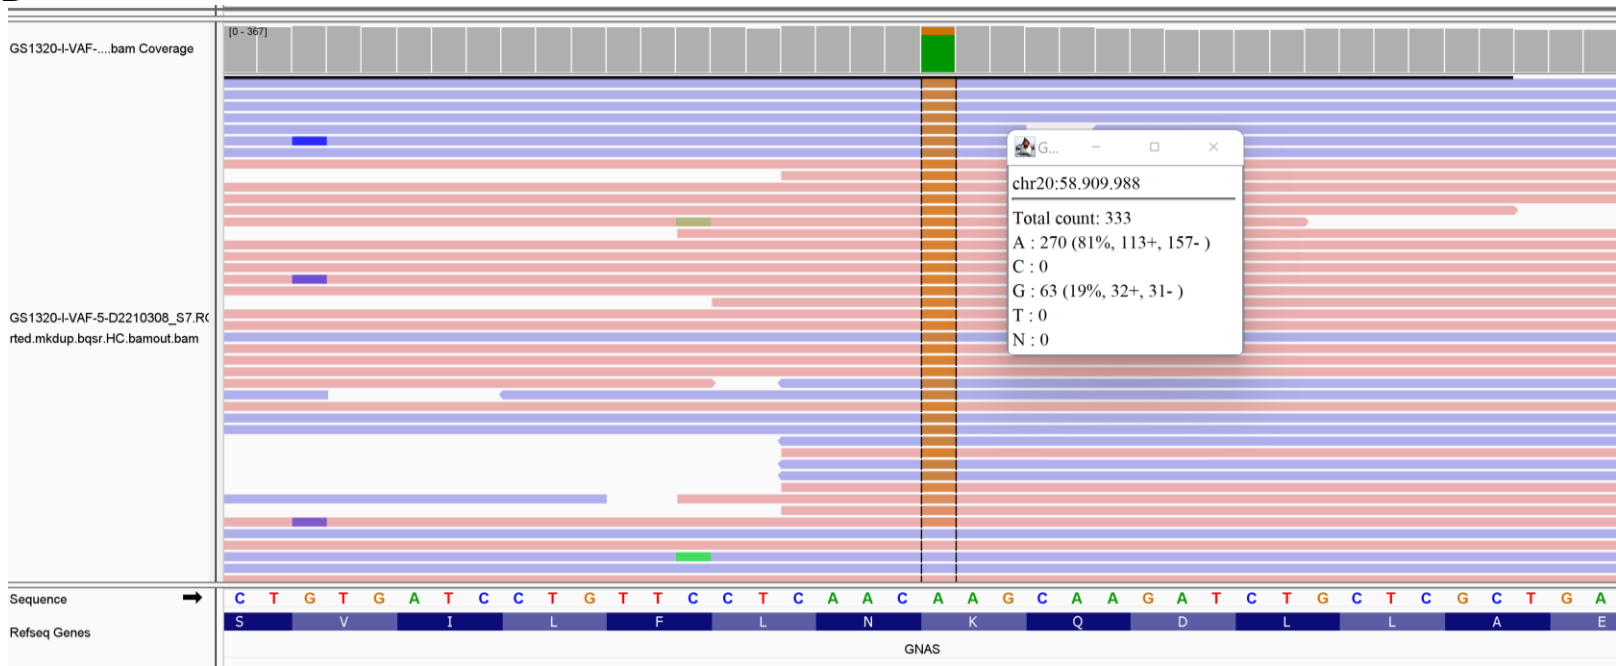 [0 - 367]
GS1320-I-VAF-....bam Coverage
G...
chr20:58.909.988
Total count: 333
A : 270 (81%, 113+, 157- )
C : 0
G : 63 (19%, 32+, 31- )
T : 0
N : 0
GS1320-I-VAF-5-D2210308_S7.R
rted.mkdup.bqsr.HC.bamout.bam
Sequence C T G T G A T C C T G T T C C T C A A C A A G C A A G A T C T G C T C G C T G A
S V I L F L N K Q D L L A E
Refseq Genes
GNAS